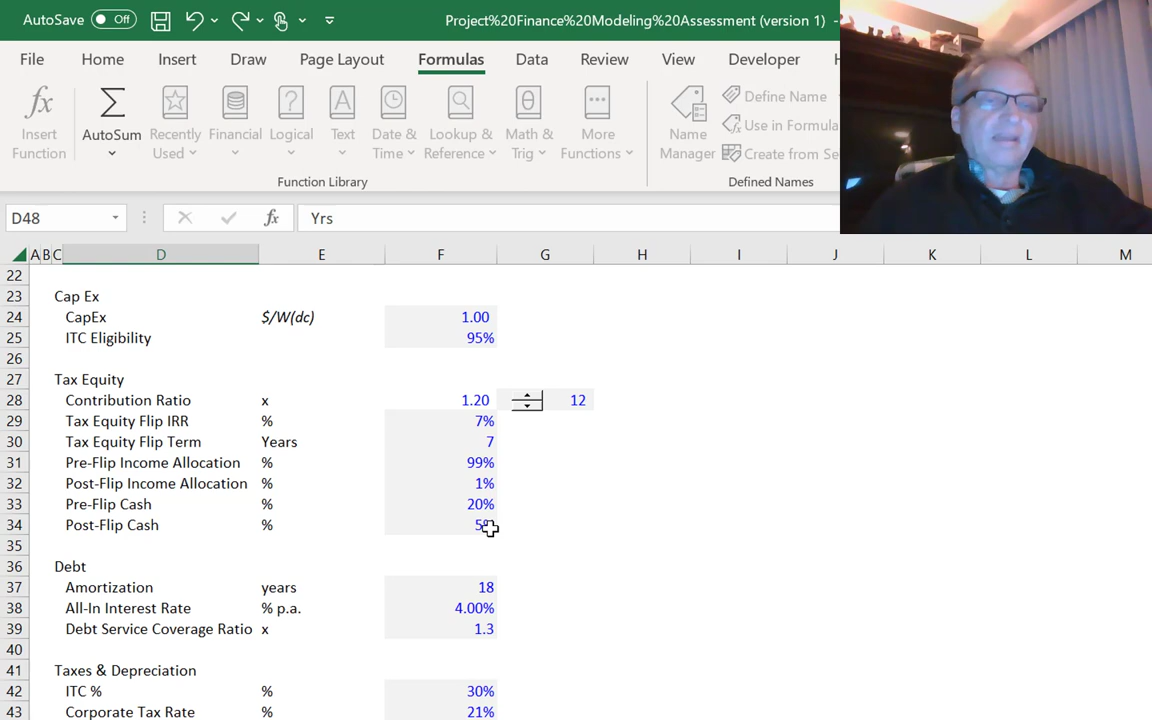 AutoSave Off Project%20Finance%20Modeling%20Assessment (version 1) -
File Home Insert Draw Page Layout Formulas Data Review View Developer
Insert Function
AutoSum
Recently Used
Financial
Logical
Text
Date & Time
Lookup & Reference
Math & Trig
More Functions
Name Manager
Define Name
Use in Formula
Create from Se
Function Library
Defined Names
D48 fx Yrs
A B C D E F G H I J K L M
22
23 Cap Ex
24 CapEx $/W(dc) 1.00
25 ITC Eligibility 95%
26
27 Tax Equity
28 Contribution Ratio x 1.20 12
29 Tax Equity Flip IRR % 7%
30 Tax Equity Flip Term Years 7
31 Pre-Flip Income Allocation % 99%
32 Post-Flip Income Allocation % 1%
33 Pre-Flip Cash % 20%
34 Post-Flip Cash % 5%
35
36 Debt
37 Amortization years 18
38 All-In Interest Rate % p.a. 4.00%
39 Debt Service Coverage Ratio x 1.3
40
41 Taxes & Depreciation
42 ITC % % 30%
43 Corporate Tax Rate % 21%